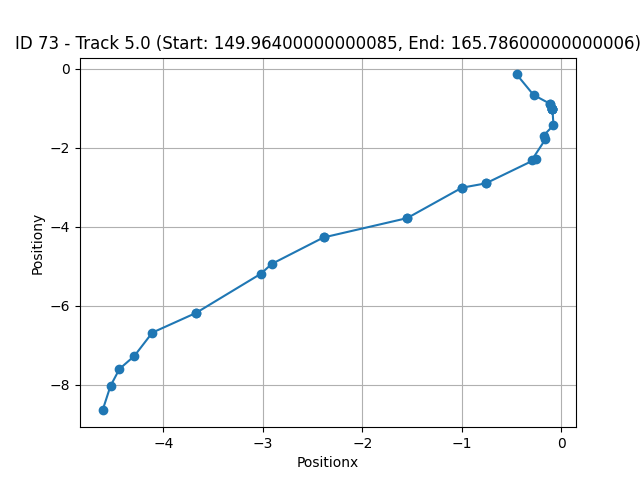 ID 73 - Track 5.0 (Start: 149.96400000000085, End: 165.78600000000006)
0
−2
−4
−6
−8
Positiony
−4 −3 −2 −1 0
Positionx